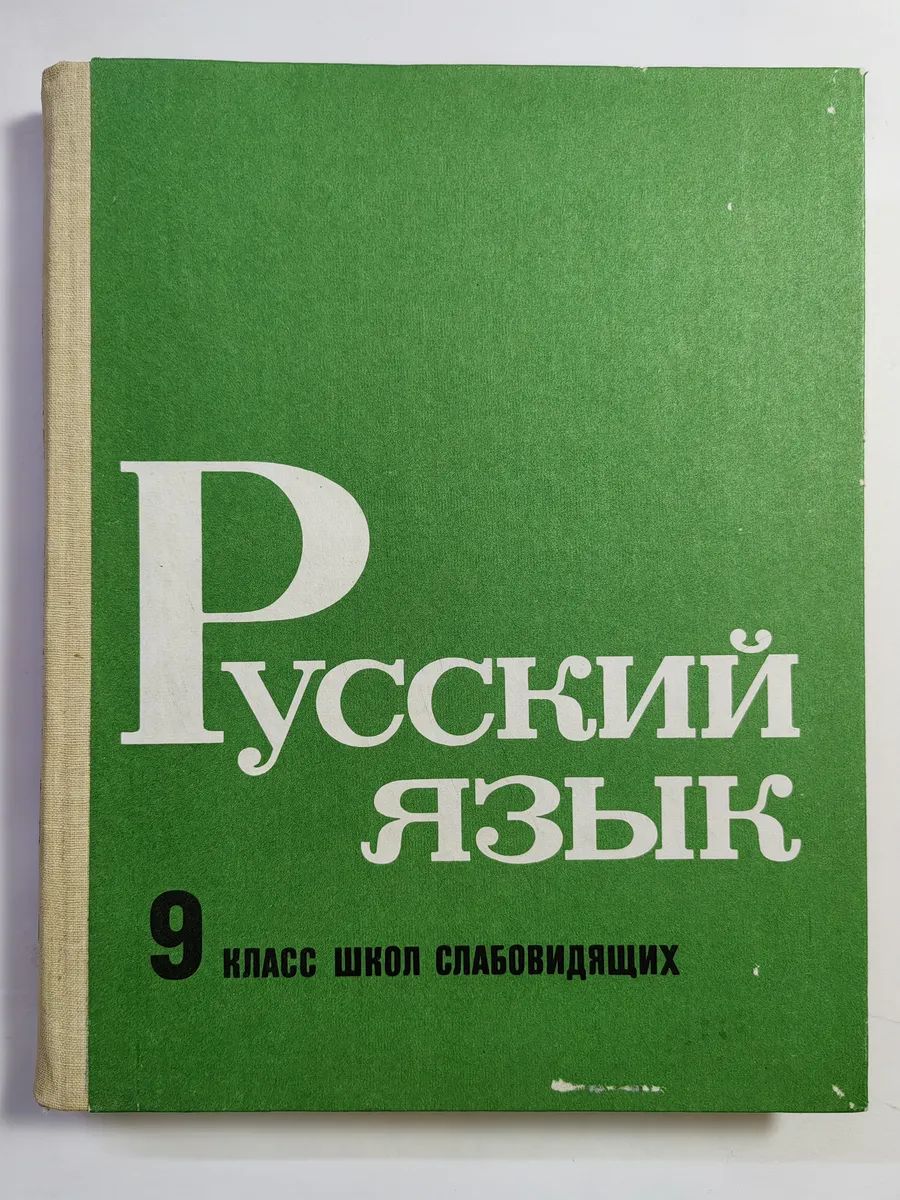 Русский
язык
9 класс школ слабовидящих